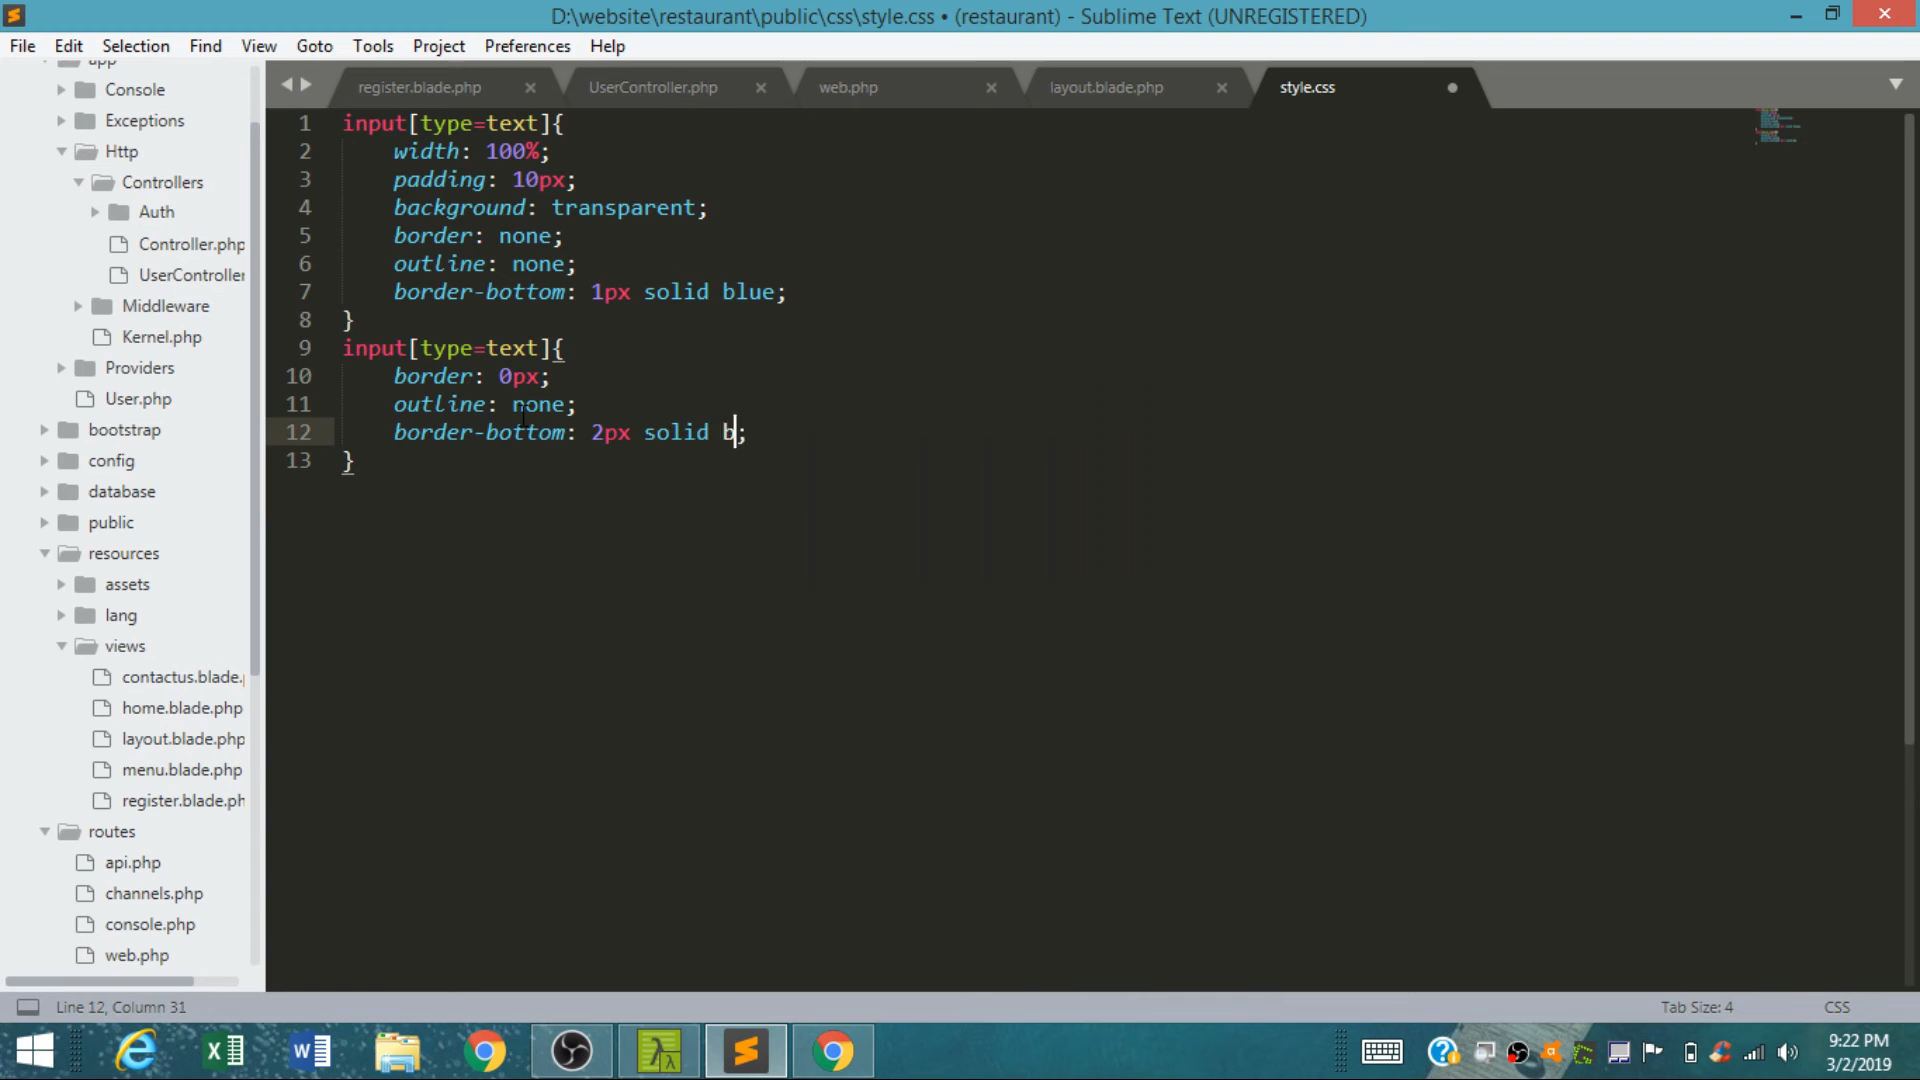 D:\website\restaurant\public\css\style.css • (restaurant) - Sublime Text (UNREGISTERED)
File Edit Selection Find View Goto Tools Project Preferences Help
app
Console
Exceptions
Http
Controllers
Auth
Controller.php
UserController
Middleware
Kernel.php
Providers
User.php
bootstrap
config
database
public
resources
assets
lang
views
contactus.blade.
home.blade.php
layout.blade.php
menu.blade.php
register.blade.ph
routes
api.php
channels.php
console.php
web.php
register.blade.php UserController.php web.php layout.blade.php style.css
1 input[type=text]{
2 width: 100%;
3 padding: 10px;
4 background: transparent;
5 border: none;
6 outline: none;
7 border-bottom: 1px solid blue;
8 }
9 input[type=text]{
10 border: 0px;
11 outline: none;
12 border-bottom: 2px solid b;
13 }
Line 12, Column 31
Tab Size: 4 CSS
9:22 PM
3/2/2019